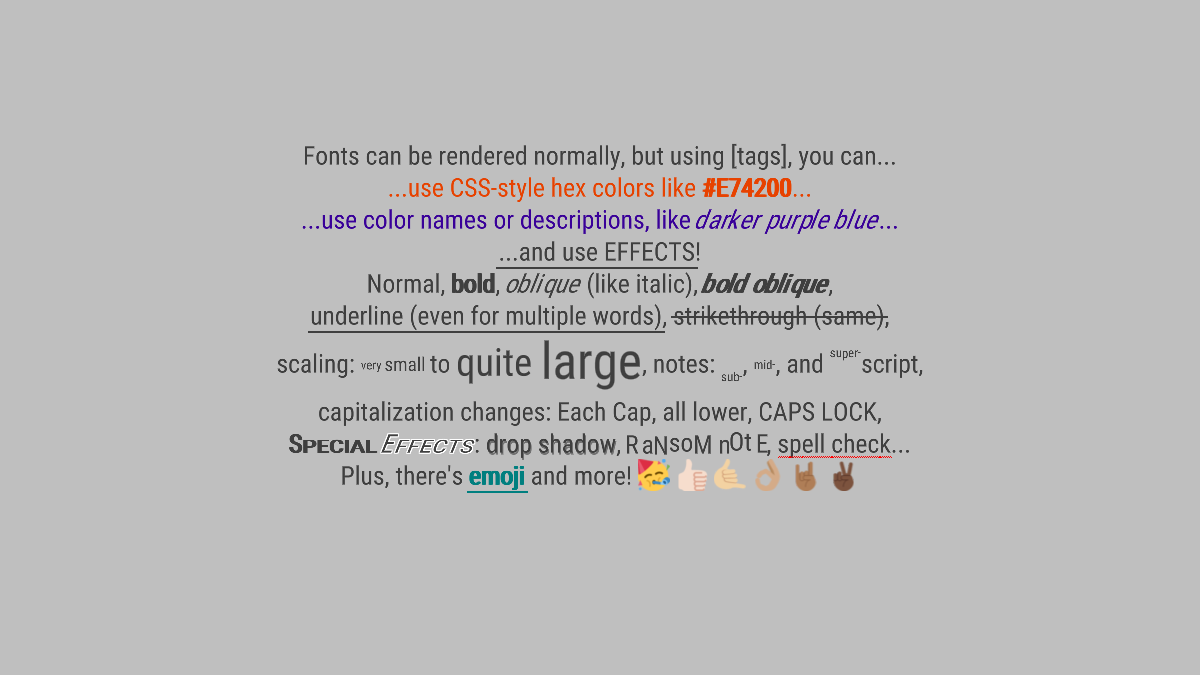 Fonts can be rendered normally, but using [tags], you can...
...use CSS-style hex colors like #E74200...
...use color names or descriptions, like darker purple blue...
...and use EFFECTS!
Normal, bold, oblique (like italic), bold oblique,
underline (even for multiple words), strikethrough (same),
scaling: very small to quite large, notes: sub-, mid-, and super-script,
capitalization changes: Each Cap, all lower, CAPS LOCK,
SPECIAL EFFECTS: drop shadow, RaNsoM nOtE, spell check...
Plus, there's emoji and more! 🥳👍🏻🤙🏼👌🏽🤘🏾✌🏿